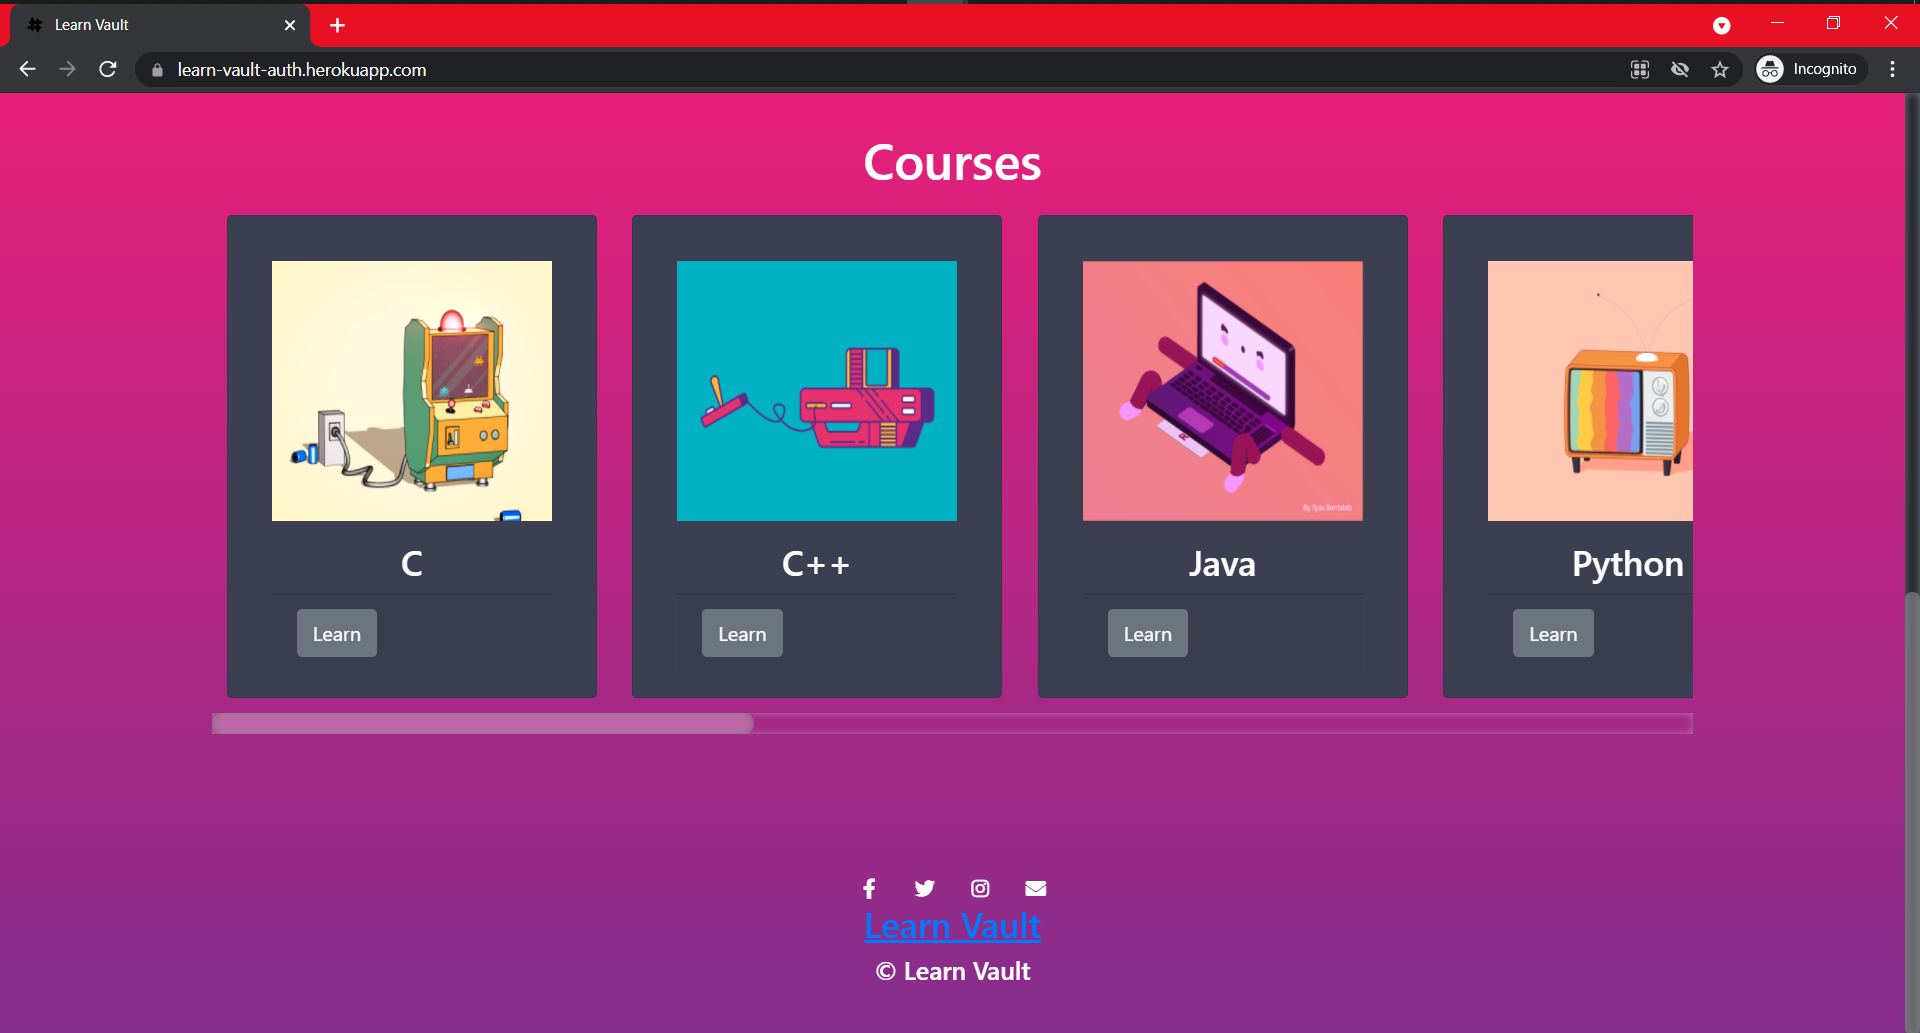 Learn Vault
learn-vault-auth.herokuapp.com
Incognito
Courses
By Ilyas Bentaleb
C
C++
Java
Python
Learn
Learn
Learn
Learn
Learn Vault
© Learn Vault